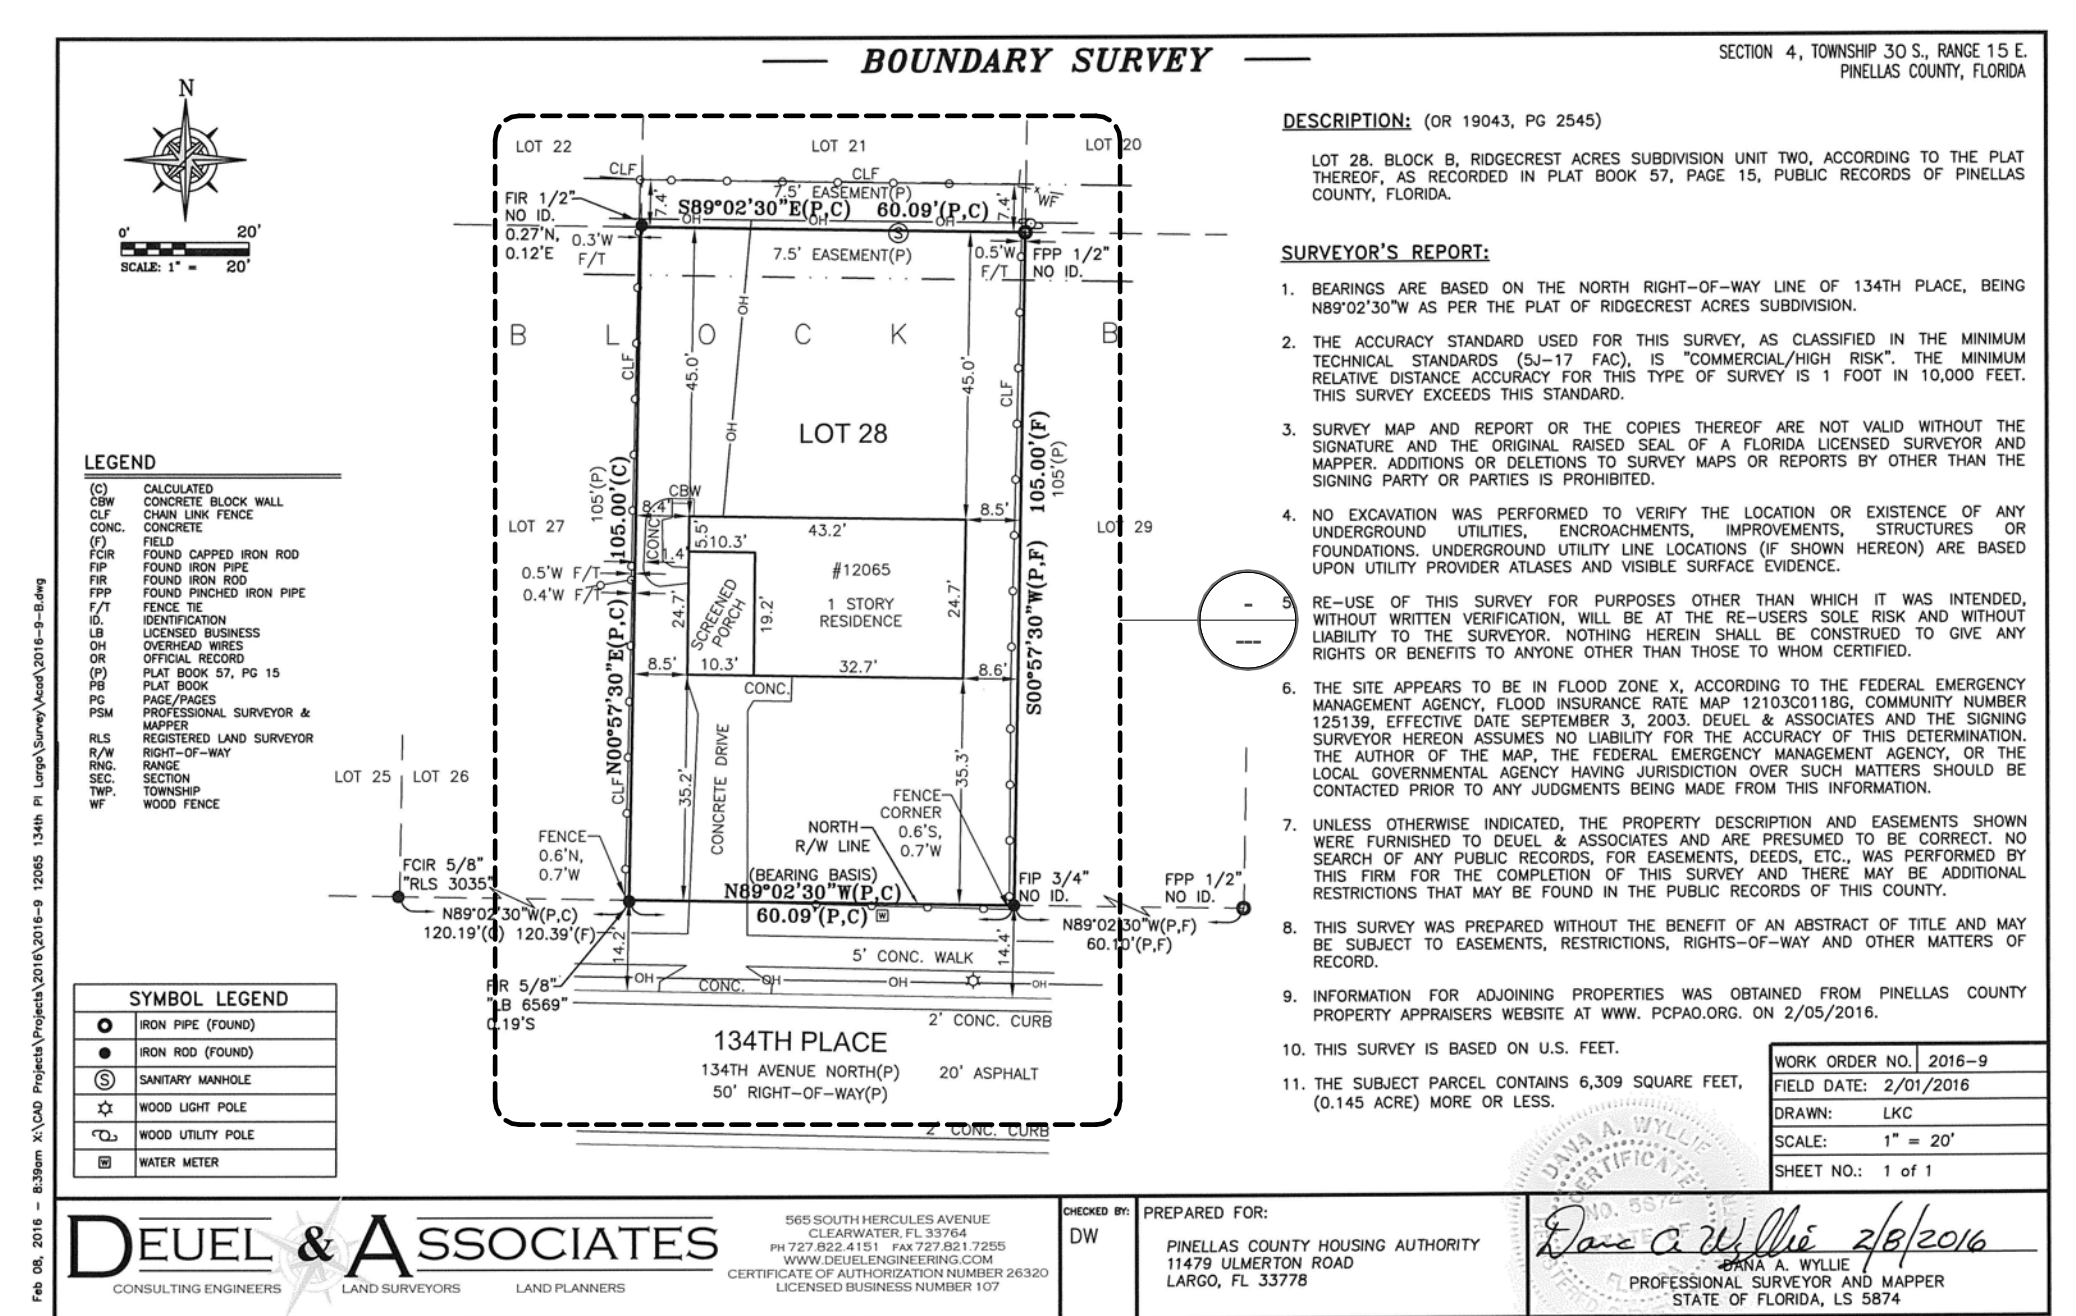 BOUNDARY SURVEY
SECTION 4, TOWNSHIP 30 S., RANGE 15 E.
PINELLAS COUNTY, FLORIDA
N
0' 20'
SCALE: 1" = 20'
LEGEND
(C) CALCULATED
CBW CONCRETE BLOCK WALL
CLF CHAIN LINK FENCE
CONC. CONCRETE
(F) FIELD
FCIR FOUND CAPPED IRON ROD
FIP FOUND IRON PIPE
FIR FOUND IRON ROD
FPP FOUND PINCHED IRON PIPE
F/T FENCE TIE
ID. IDENTIFICATION
LB LICENSED BUSINESS
OH OVERHEAD WIRES
OR OFFICIAL RECORD
(P) PLAT BOOK 57, PG 15
PB PLAT BOOK
PG PAGE/PAGES
PSM PROFESSIONAL SURVEYOR &
MAPPER
RLS REGISTERED LAND SURVEYOR
R/W RIGHT-OF-WAY
RNG. RANGE
SEC. SECTION
TWP. TOWNSHIP
WF WOOD FENCE
SYMBOL LEGEND
IRON PIPE (FOUND)
IRON ROD (FOUND)
S SANITARY MANHOLE
WOOD LIGHT POLE
WOOD UTILITY POLE
W WATER METER
Feb 08, 2016 - 8:39am X:\CAD Projects\Projects\2016\2016-9 12065 134th Pl Largo\Survey\Acad\2016-9-B.dwg
LOT 22
LOT 21
LOT 20
CLF
CLF
7.5' EASEMENT(P)
WF
FIR 1/2"
NO ID.
0.27'N,
0.12'E
7.4'
S89°02'30"E(P,C) 60.09'(P,C)
7.4'
OH
OH
OH
S
0.3'W
F/T
7.5' EASEMENT(P)
0.5'W
F/T
FPP 1/2"
NO ID.
B L O C K B
OH
CLF
45.0'
45.0'
CLF
OH
LOT 28
105'(P)
N00°57'30"E(P,C) 105.00'(C)
S00°57'30"W(P,F) 105.00'(F)
105'(P)
CBW
8.4'
8.5'
LOT 27
LOT 29
CONC.
5.5'
10.3'
43.2'
1.4'
#12065
0.5'W F/T
0.4'W F/T
24.7'
SCREENED
PORCH
19.2'
1 STORY
RESIDENCE
24.7'
8.5'
10.3'
32.7'
8.6'
CONC.
CONCRETE DRIVE
35.2'
35.3'
CLF
LOT 25
LOT 26
FENCE
CORNER
0.6'S,
0.7'W
NORTH
R/W LINE
FENCE
0.6'N,
0.7'W
FCIR 5/8"
"RLS 3035"
(BEARING BASIS)
N89°02'30"W(P,C)
60.09'(P,C)
W
FIP 3/4"
NO ID.
FPP 1/2"
NO ID.
N89°02'30"W(P,C)
120.19'(C) 120.39'(F)
N89°02'30"W(P,F)
60.10'(P,F)
14.2'
14.4'
5' CONC. WALK
FIR 5/8"
"LB 6569"
0.19'S
OH
CONC.
OH
OH
OH
2' CONC. CURB
134TH PLACE
134TH AVENUE NORTH(P)
20' ASPHALT
50' RIGHT-OF-WAY(P)
2' CONC. CURB
-
---
DESCRIPTION: (OR 19043, PG 2545)
LOT 28. BLOCK B, RIDGECREST ACRES SUBDIVISION UNIT TWO, ACCORDING TO THE PLAT
THEREOF, AS RECORDED IN PLAT BOOK 57, PAGE 15, PUBLIC RECORDS OF PINELLAS
COUNTY, FLORIDA.
SURVEYOR'S REPORT:
1. BEARINGS ARE BASED ON THE NORTH RIGHT-OF-WAY LINE OF 134TH PLACE, BEING
N89°02'30"W AS PER THE PLAT OF RIDGECREST ACRES SUBDIVISION.
2. THE ACCURACY STANDARD USED FOR THIS SURVEY, AS CLASSIFIED IN THE MINIMUM
TECHNICAL STANDARDS (5J-17 FAC), IS "COMMERCIAL/HIGH RISK". THE MINIMUM
RELATIVE DISTANCE ACCURACY FOR THIS TYPE OF SURVEY IS 1 FOOT IN 10,000 FEET.
THIS SURVEY EXCEEDS THIS STANDARD.
3. SURVEY MAP AND REPORT OR THE COPIES THEREOF ARE NOT VALID WITHOUT THE
SIGNATURE AND THE ORIGINAL RAISED SEAL OF A FLORIDA LICENSED SURVEYOR AND
MAPPER. ADDITIONS OR DELETIONS TO SURVEY MAPS OR REPORTS BY OTHER THAN THE
SIGNING PARTY OR PARTIES IS PROHIBITED.
4. NO EXCAVATION WAS PERFORMED TO VERIFY THE LOCATION OR EXISTENCE OF ANY
UNDERGROUND UTILITIES, ENCROACHMENTS, IMPROVEMENTS, STRUCTURES OR
FOUNDATIONS. UNDERGROUND UTILITY LINE LOCATIONS (IF SHOWN HEREON) ARE BASED
UPON UTILITY PROVIDER ATLASES AND VISIBLE SURFACE EVIDENCE.
5. RE-USE OF THIS SURVEY FOR PURPOSES OTHER THAN WHICH IT WAS INTENDED,
WITHOUT WRITTEN VERIFICATION, WILL BE AT THE RE-USERS SOLE RISK AND WITHOUT
LIABILITY TO THE SURVEYOR. NOTHING HEREIN SHALL BE CONSTRUED TO GIVE ANY
RIGHTS OR BENEFITS TO ANYONE OTHER THAN THOSE TO WHOM CERTIFIED.
6. THE SITE APPEARS TO BE IN FLOOD ZONE X, ACCORDING TO THE FEDERAL EMERGENCY
MANAGEMENT AGENCY, FLOOD INSURANCE RATE MAP 12103C0118G, COMMUNITY NUMBER
125139, EFFECTIVE DATE SEPTEMBER 3, 2003. DEUEL & ASSOCIATES AND THE SIGNING
SURVEYOR HEREON ASSUMES NO LIABILITY FOR THE ACCURACY OF THIS DETERMINATION.
THE AUTHOR OF THE MAP, THE FEDERAL EMERGENCY MANAGEMENT AGENCY, OR THE
LOCAL GOVERNMENTAL AGENCY HAVING JURISDICTION OVER SUCH MATTERS SHOULD BE
CONTACTED PRIOR TO ANY JUDGMENTS BEING MADE FROM THIS INFORMATION.
7. UNLESS OTHERWISE INDICATED, THE PROPERTY DESCRIPTION AND EASEMENTS SHOWN
WERE FURNISHED TO DEUEL & ASSOCIATES AND ARE PRESUMED TO BE CORRECT. NO
SEARCH OF ANY PUBLIC RECORDS, FOR EASEMENTS, DEEDS, ETC., WAS PERFORMED BY
THIS FIRM FOR THE COMPLETION OF THIS SURVEY AND THERE MAY BE ADDITIONAL
RESTRICTIONS THAT MAY BE FOUND IN THE PUBLIC RECORDS OF THIS COUNTY.
8. THIS SURVEY WAS PREPARED WITHOUT THE BENEFIT OF AN ABSTRACT OF TITLE AND MAY
BE SUBJECT TO EASEMENTS, RESTRICTIONS, RIGHTS-OF-WAY AND OTHER MATTERS OF
RECORD.
9. INFORMATION FOR ADJOINING PROPERTIES WAS OBTAINED FROM PINELLAS COUNTY
PROPERTY APPRAISERS WEBSITE AT WWW. PCPAO.ORG. ON 2/05/2016.
10. THIS SURVEY IS BASED ON U.S. FEET.
11. THE SUBJECT PARCEL CONTAINS 6,309 SQUARE FEET,
(0.145 ACRE) MORE OR LESS.
WORK ORDER NO. 2016-9
FIELD DATE: 2/01/2016
DRAWN: LKC
SCALE: 1" = 20'
SHEET NO.: 1 of 1
DEUEL & ASSOCIATES
CONSULTING ENGINEERS LAND SURVEYORS LAND PLANNERS
565 SOUTH HERCULES AVENUE
CLEARWATER, FL 33764
PH 727.822.4151 FAX 727.821.7255
WWW.DEUELENGINEERING.COM
CERTIFICATE OF AUTHORIZATION NUMBER 26320
LICENSED BUSINESS NUMBER 107
CHECKED BY:
DW
PREPARED FOR:
PINELLAS COUNTY HOUSING AUTHORITY
11479 ULMERTON ROAD
LARGO, FL 33778
DANA A. WYLLIE
CERTIFICATE
NO. 5874
STATE OF
FLORIDA
Dana A Wyllie 2/8/2016
DANA A. WYLLIE
PROFESSIONAL SURVEYOR AND MAPPER
STATE OF FLORIDA, LS 5874